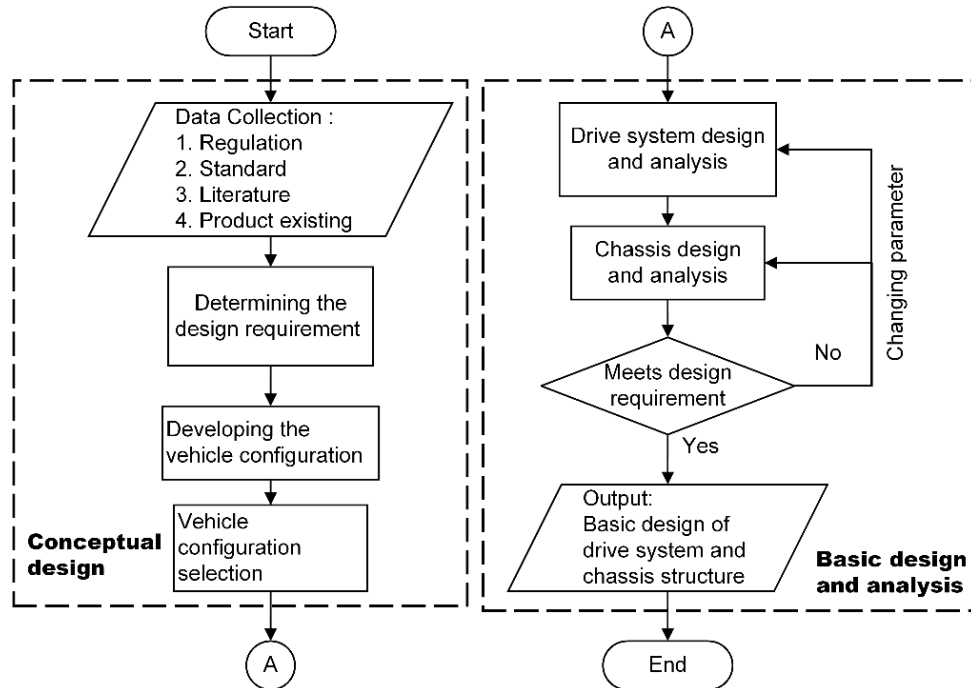 Start
Data Collection :
1. Regulation
2. Standard
3. Literature
4. Product existing
Determining the
design requirement
Developing the
vehicle configuration
Vehicle
configuration
selection
Conceptual
design
A
A
Drive system design
and analysis
Chassis design
and analysis
Changing parameter
Meets design
requirement
No
Yes
Output:
Basic design of
drive system and
chassis structure
Basic design
and analysis
End